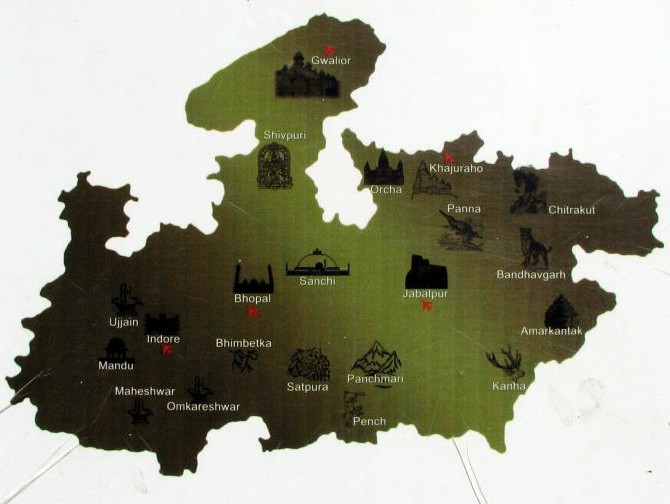 Gwalior
Shivpuri
Orcha
Khajuraho
Panna
Chitrakut
Sanchi
Bandhavgarh
Bhopal
Jabalpur
Ujjain
Indore
Amarkantak
Bhimbetka
Mandu
Satpura
Panchmari
Kanha
Maheshwar
Omkareshwar
Pench